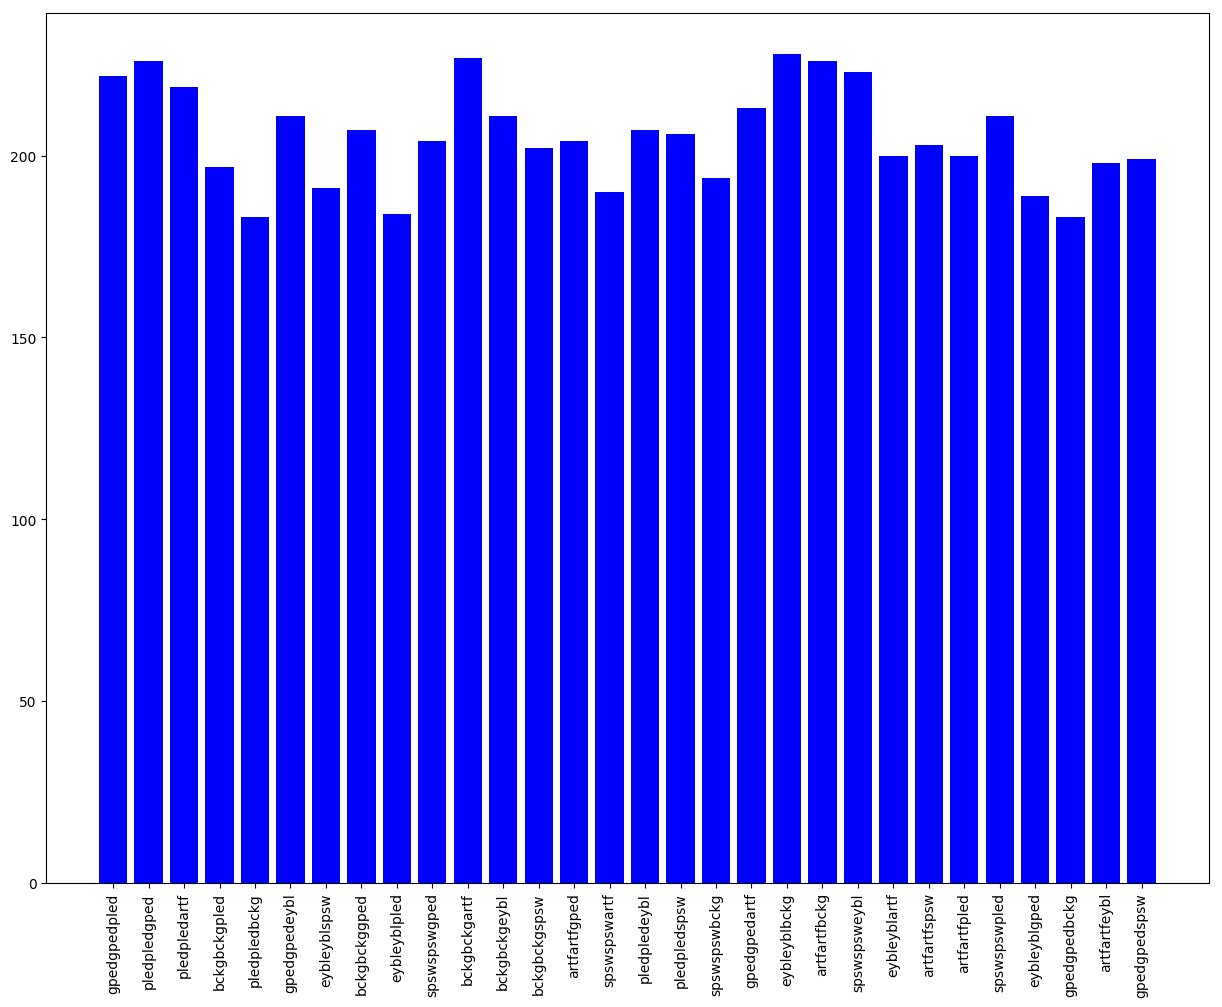 200
150
100
50
0
gpedgpedpled
pledpledgped
pledpledartf
bckgbckgpled
pledpledbckg
gpedgpedeybl
eybleyblspsw
bckgbckggped
eybleyblpled
spswspswgped
bckgbckgartf
bckgbckgeybl
bckgbckgspsw
artfartfgped
spswspswartf
pledpledeybl
pledpledspsw
spswspswbckg
gpedgpedartf
eybleyblbckg
artfartfbckg
spswspsweybl
eybleyblartf
artfartfspsw
artfartfpled
spswspswpled
eybleyblgped
gpedgpedbckg
artfartfeybl
gpedgpedspsw